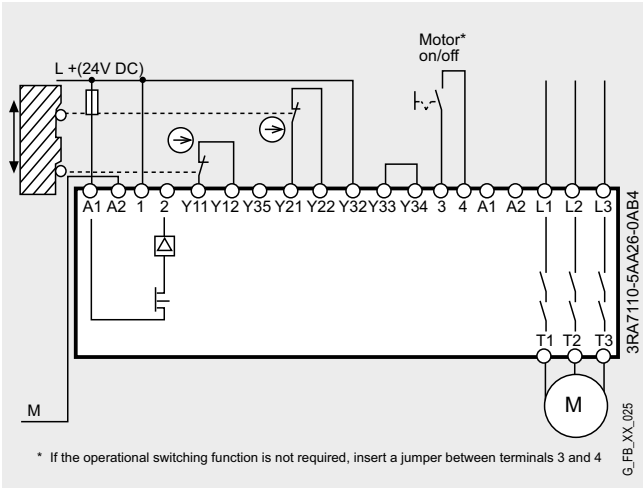 Motor*
on/off
L +(24V DC)
A1 A2 1 2 Y11 Y12 Y35 Y21 Y22 Y32 Y33 Y34 3 4 A1 A2 L1 L2 L3
3RA7110-5AA26-0AB4
T1 T2 T3
M
M
G_FB_XX_025
* If the operational switching function is not required, insert a jumper between terminals 3 and 4